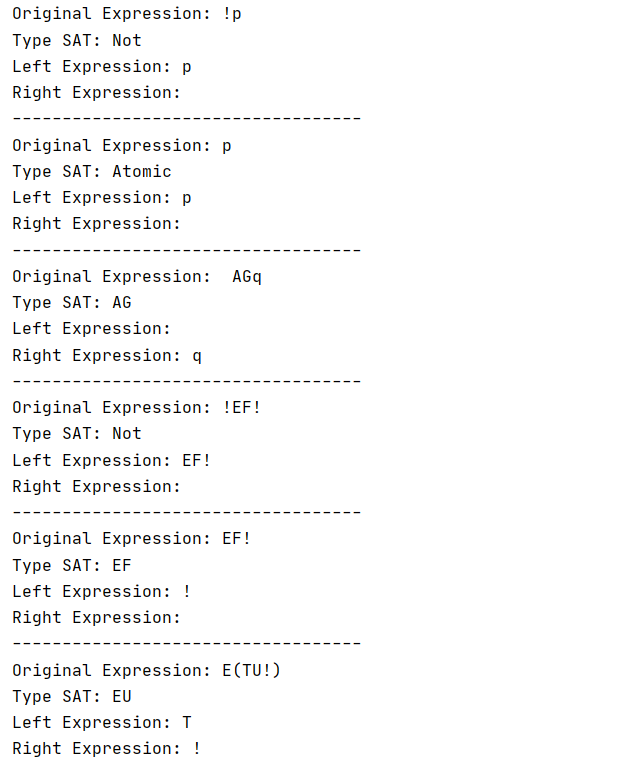 Original Expression: !p
Type SAT: Not
Left Expression: p
Right Expression:
-----------------------------------
Original Expression: p
Type SAT: Atomic
Left Expression: p
Right Expression:
-----------------------------------
Original Expression:  AGq
Type SAT: AG
Left Expression:
Right Expression: q
-----------------------------------
Original Expression: !EF!
Type SAT: Not
Left Expression: EF!
Right Expression:
-----------------------------------
Original Expression: EF!
Type SAT: EF
Left Expression: !
Right Expression:
-----------------------------------
Original Expression: E(TU!)
Type SAT: EU
Left Expression: T
Right Expression: !